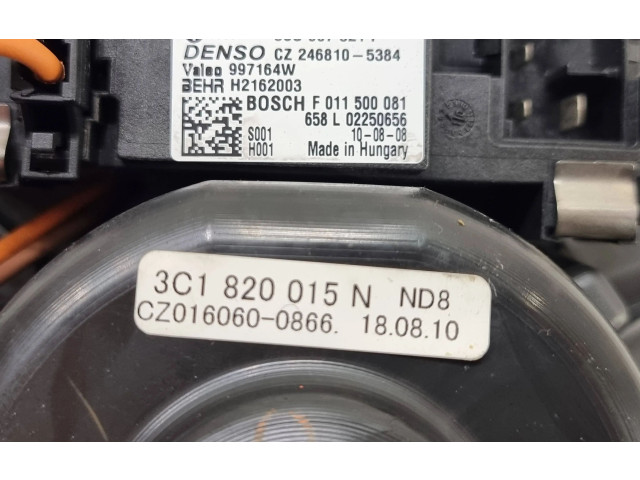 DENSO CZ 246810-5384
Valeo 997164W
BEHR H2162003
BOSCH F 011 500 081
658 L 02250656
S001 10-08-08
H001 Made in Hungary
3C1 820 015 N ND8
CZ016060-0866. 18.08.10